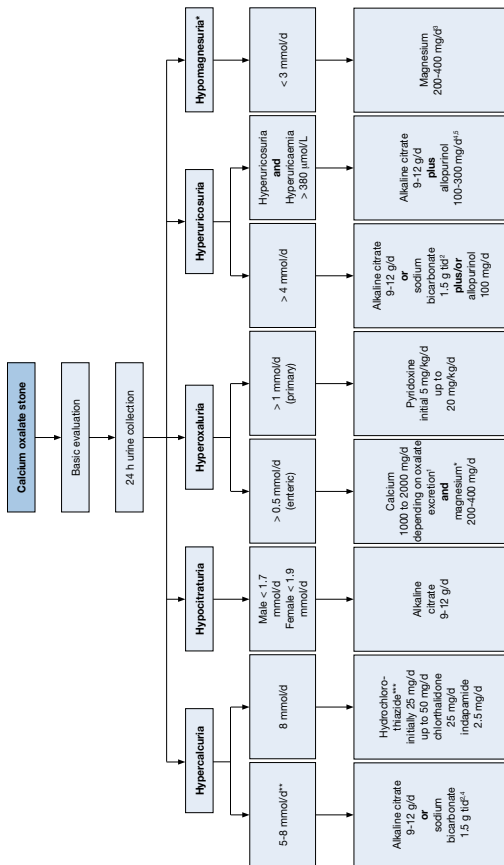 Calcium oxalate stone
Basic evaluation
24 h urine collection
Hypercalcuria
Hypocitraturia
Hyperoxaluria
Hyperuricosuria
Hypomagnesuria*
5-8 mmol/d**
8 mmol/d
Male < 1.7
mmol/d
Female < 1.9
mmol/d
> 0.5 mmol/d
(enteric)
> 1 mmol/d
(primary)
> 4 mmol/d
Hyperuricosuria
and
Hyperuricaemia
> 380 µmol/L
< 3 mmol/d
Alkaline citrate
9-12 g/d
or
sodium
bicarbonate
1.5 g tid²,⁴
Hydrochloro-
thiazide***
initially 25 mg/d
up to 50 mg/d
chlorthalidone
25 mg/d
indapamide
2.5 mg/d
Alkaline
citrate
9-12 g/d
Calcium
1000 to 2000 mg/d
depending on oxalate
excretion¹
and
magnesium*
200-400 mg/d
Pyridoxine
initial 5 mg/kg/d
up to
20 mg/kg/d
Alkaline citrate
9-12 g/d
or
sodium
bicarbonate
1.5 g tid²
plus/or
allopurinol
100 mg/d
Alkaline citrate
9-12 g/d
plus
allopurinol
100-300 mg/d⁴,⁵
Magnesium
200-400 mg/d³